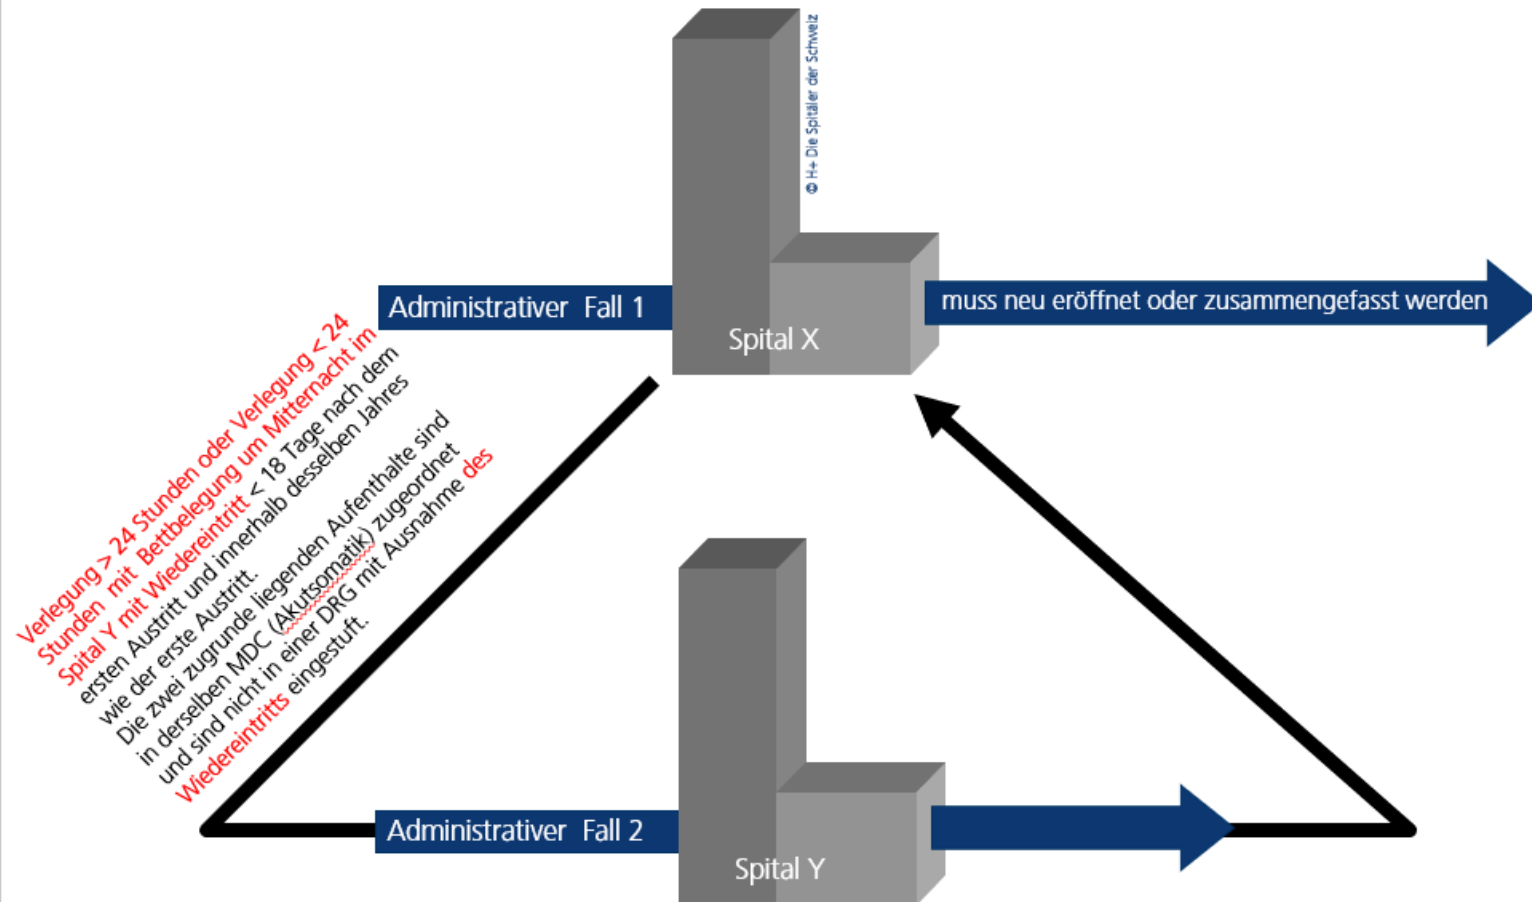 © H+ Die Spitäler der Schweiz
Administrativer Fall 1
Spital X
muss neu eröffnet oder zusammengefasst werden
Verlegung > 24 Stunden oder Verlegung < 24
Stunden mit Bettbelegung um Mitternacht im
Spital Y mit Wiedereintritt < 18 Tage nach dem
ersten Austritt und innerhalb desselben Jahres
wie der erste Austritt.
Die zwei zugrunde liegenden Aufenthalte sind
in derselben MDC (Akutsomatik) zugeordnet
und sind nicht in einer DRG mit Ausnahme des
Wiedereintritts eingestuft.
Administrativer Fall 2
Spital Y